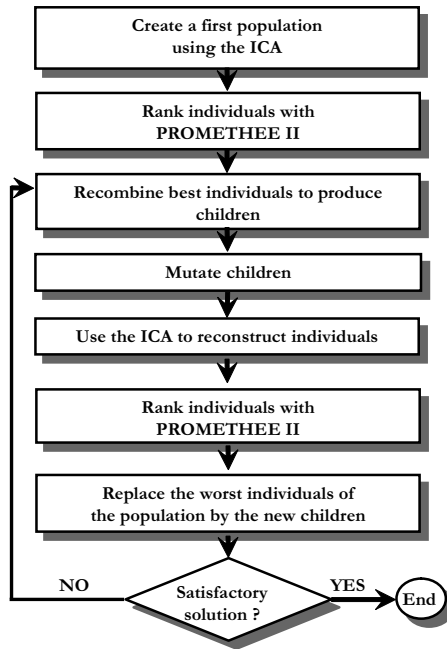 Create a first population
using the ICA
Rank individuals with
PROMETHEE II
Recombine best individuals to produce
children
Mutate children
Use the ICA to reconstruct individuals
Rank individuals with
PROMETHEE II
Replace the worst individuals of
the population by the new children
NO
Satisfactory
solution ?
YES
End